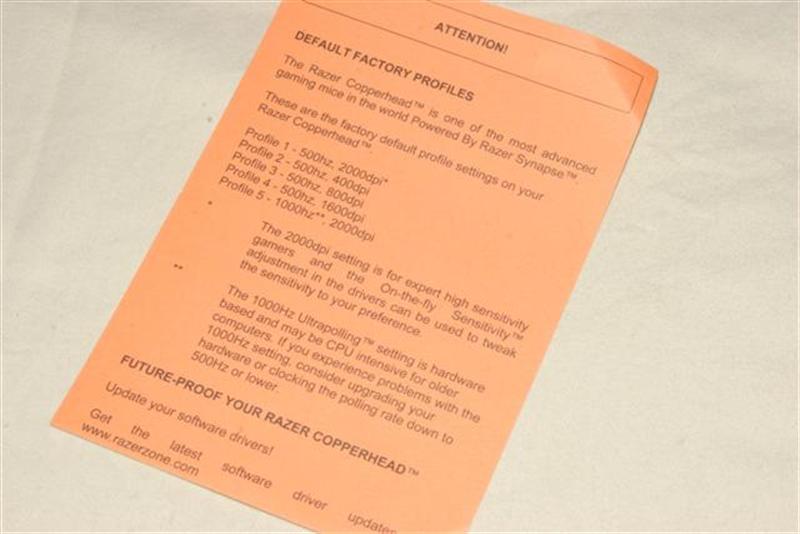 ATTENTION!
DEFAULT FACTORY PROFILES
The Razer Copperhead™ is one of the most advanced
gaming mice in the world Powered By Razer Synapse™.
These are the factory default profile settings on your
Razer Copperhead™.
Profile 1 - 500hz, 2000dpi*
Profile 2 - 500hz, 400dpi
Profile 3 - 500hz, 800dpi
Profile 4 - 500hz, 1600dpi
Profile 5 - 1000hz**, 2000dpi
* The 2000dpi setting is for expert high sensitivity
gamers and the On-the-fly Sensitivity™
adjustment in the drivers can be used to tweak
the sensitivity to your preference.
** The 1000Hz Ultrapolling™ setting is hardware
based and may be CPU intensive for older
computers. If you experience problems with the
1000Hz setting, consider upgrading your
hardware or clocking the polling rate down to
500Hz or lower.
FUTURE-PROOF YOUR RAZER COPPERHEAD™
Update your software drivers!
Get the latest software driver updates
www.razerzone.com